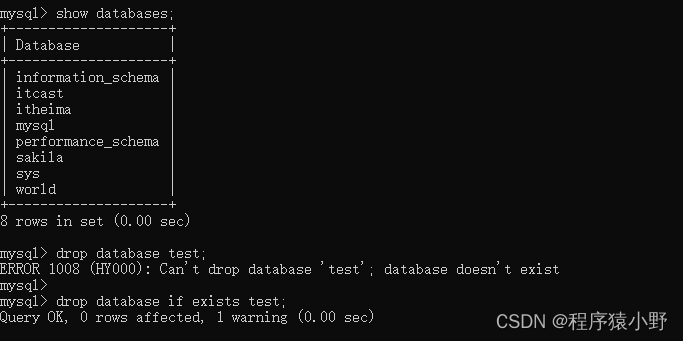 mysql> show databases;
+--------------------+
| Database           |
+--------------------+
| information_schema |
| itcast             |
| itheima            |
| mysql              |
| performance_schema |
| sakila             |
| sys                |
| world              |
+--------------------+
8 rows in set (0.00 sec)
mysql> drop database test;
ERROR 1008 (HY000): Can't drop database 'test'; database doesn't exist
mysql>
mysql> drop database if exists test;
Query OK, 0 rows affected, 1 warning (0.00 sec)
CSDN @程序猿小野